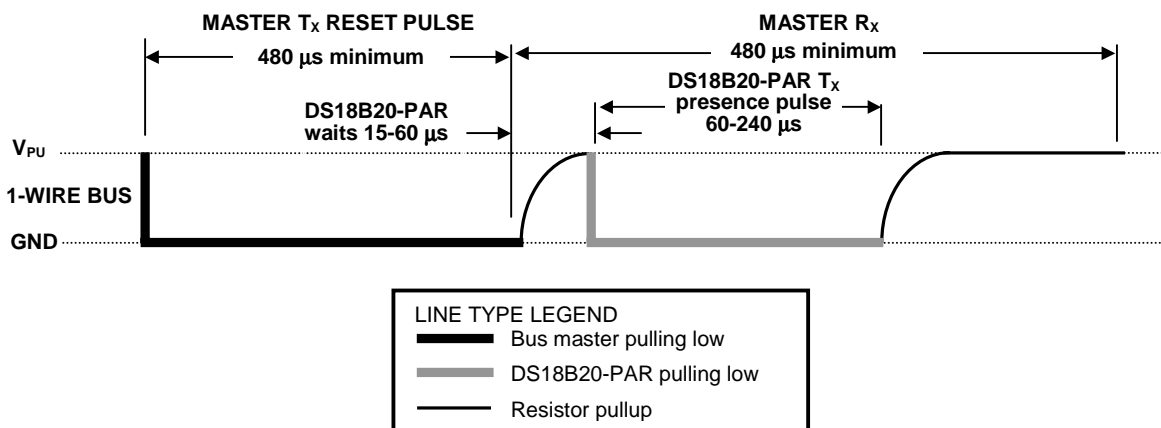 MASTER TX RESET PULSE
480 µs minimum
MASTER RX
480 µs minimum
DS18B20-PAR
waits 15-60 µs
DS18B20-PAR TX
presence pulse
60-240 µs
VPU
1-WIRE BUS
GND
LINE TYPE LEGEND
Bus master pulling low
DS18B20-PAR pulling low
Resistor pullup